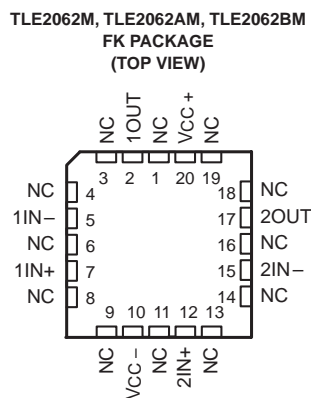 TLE2062M, TLE2062AM, TLE2062BM
FK PACKAGE
(TOP VIEW)
NC
1OUT
NC
VCC +
NC
3 2 1 20 19
NC 4
1IN− 5
NC 6
1IN+ 7
NC 8
18 NC
17 2OUT
16 NC
15 2IN−
14 NC
9 10 11 12 13
NC
VCC −
NC
2IN+
NC